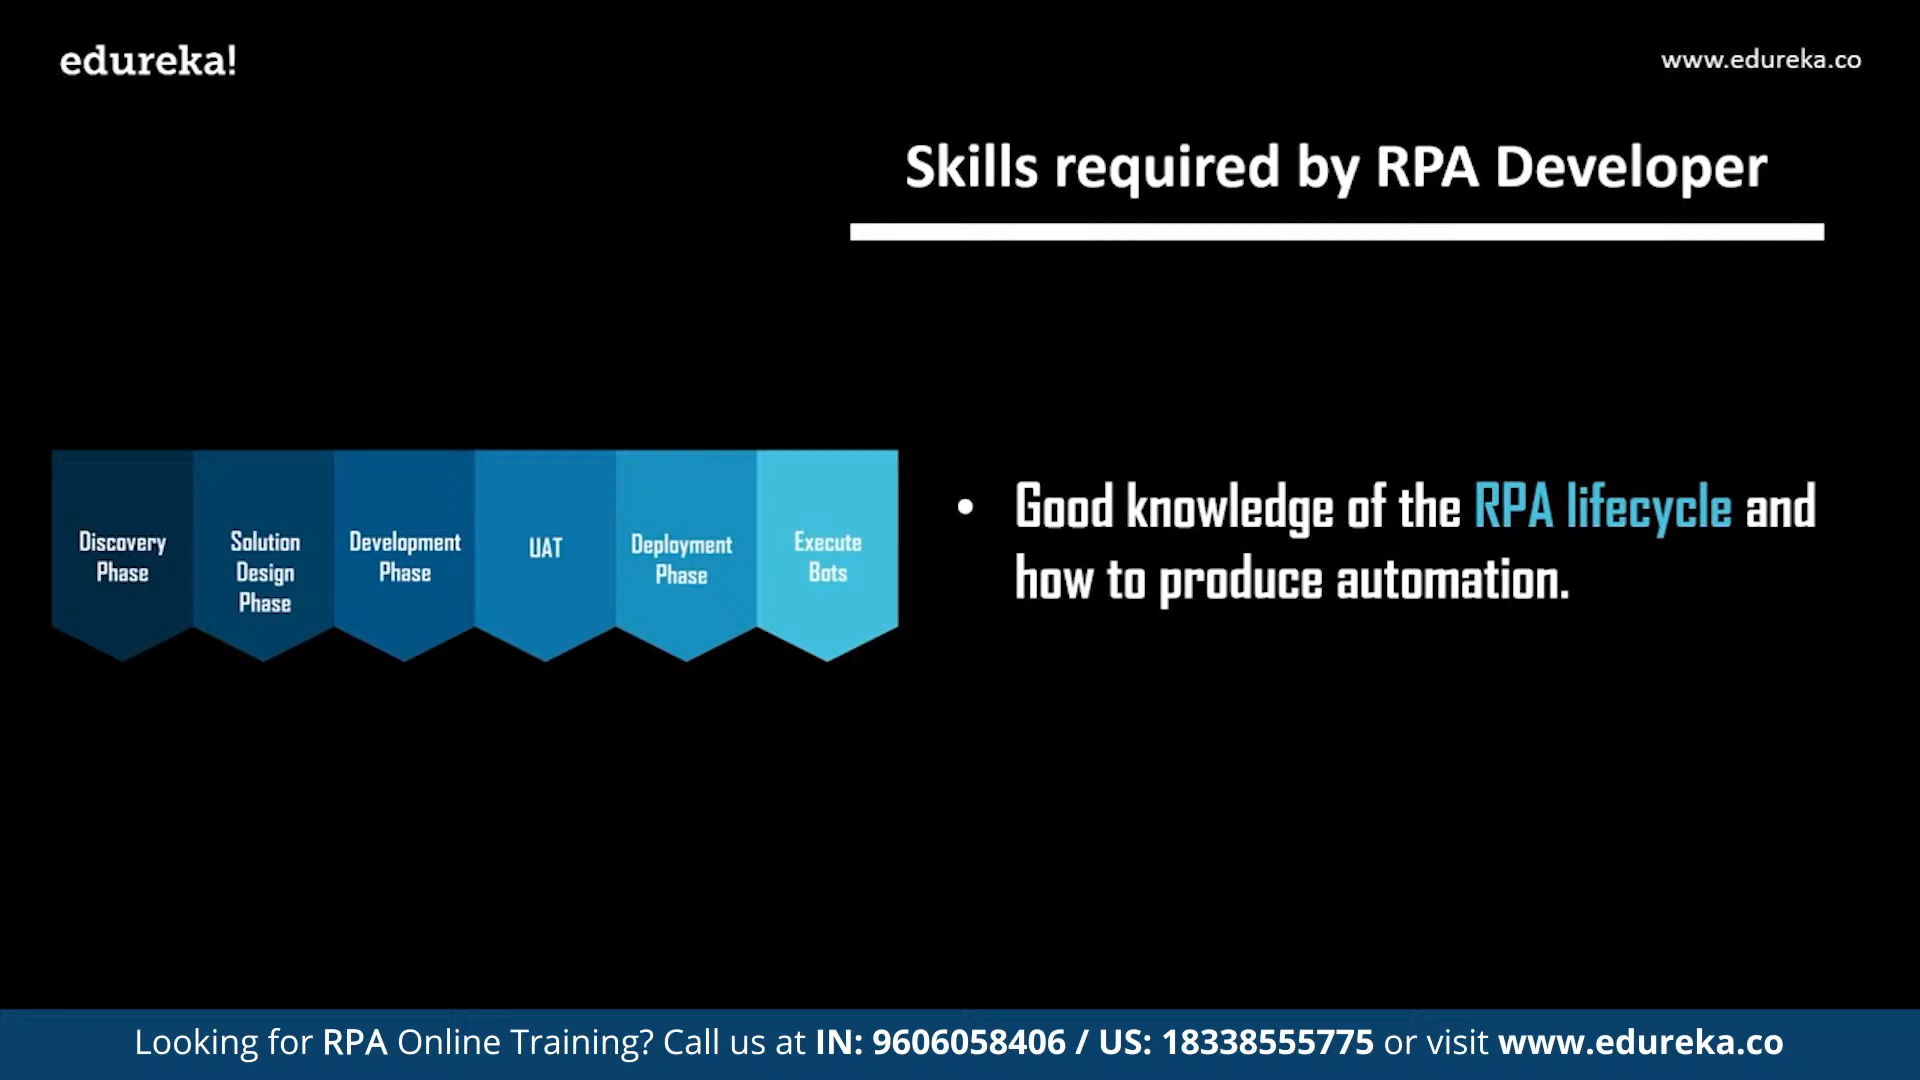 edureka!
www.edureka.co
Skills required by RPA Developer
Discovery
Phase
Solution
Design
Phase
Development
Phase
UAT
Deployment
Phase
Execute
Bots
• Good knowledge of the RPA lifecycle and
how to produce automation.
Looking for RPA Online Training? Call us at IN: 9606058406 / US: 18338555775 or visit www.edureka.co